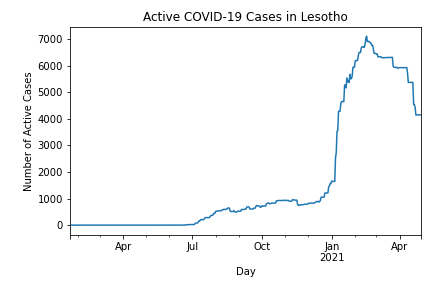 Active COVID-19 Cases in Lesotho
7000
6000
5000
4000
3000
2000
1000
0
Number of Active Cases
Apr
Jul
Oct
Jan
2021
Apr
Day